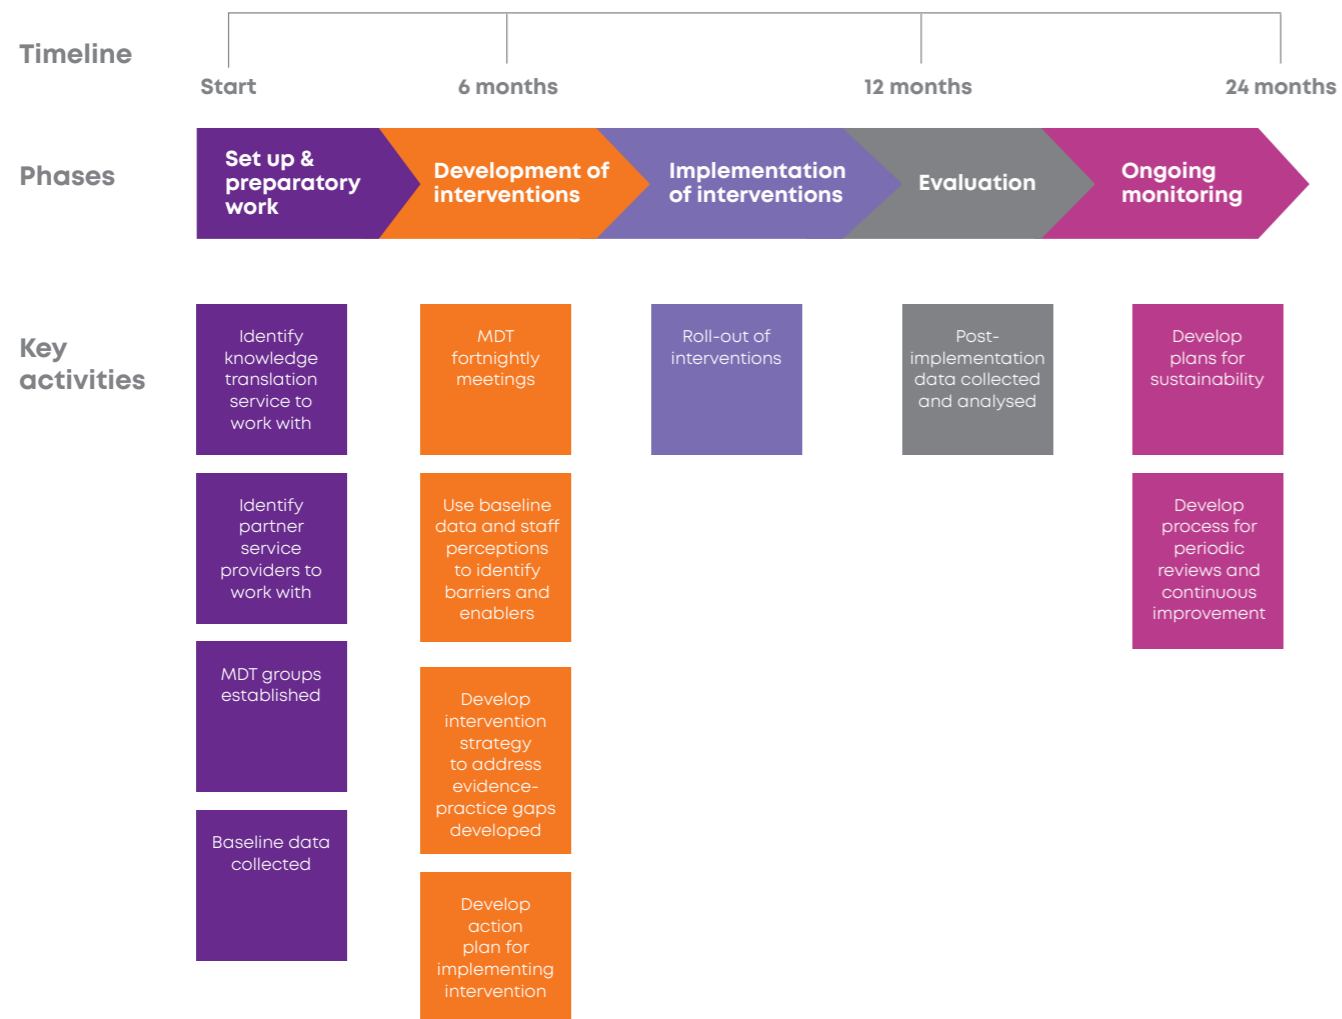 Timeline
Start
6 months
12 months
24 months
Phases
Set up &
preparatory
work
Development of
interventions
Implementation
of interventions
Evaluation
Ongoing
monitoring
Key
activities
Identify
knowledge
translation
service to
work with
Identify
partner
service
providers to
work with
MDT groups
established
Baseline data
collected
MDT
fortnightly
meetings
Use baseline
data and staff
perceptions
to identify
barriers and
enablers
Develop
intervention
strategy
to address
evidence-
practice gaps
developed
Develop
action
plan for
implementing
intervention
Roll-out of
interventions
Post-
implementation
data collected
and analysed
Develop
plans for
sustainability
Develop
process for
periodic
reviews and
continuous
improvement